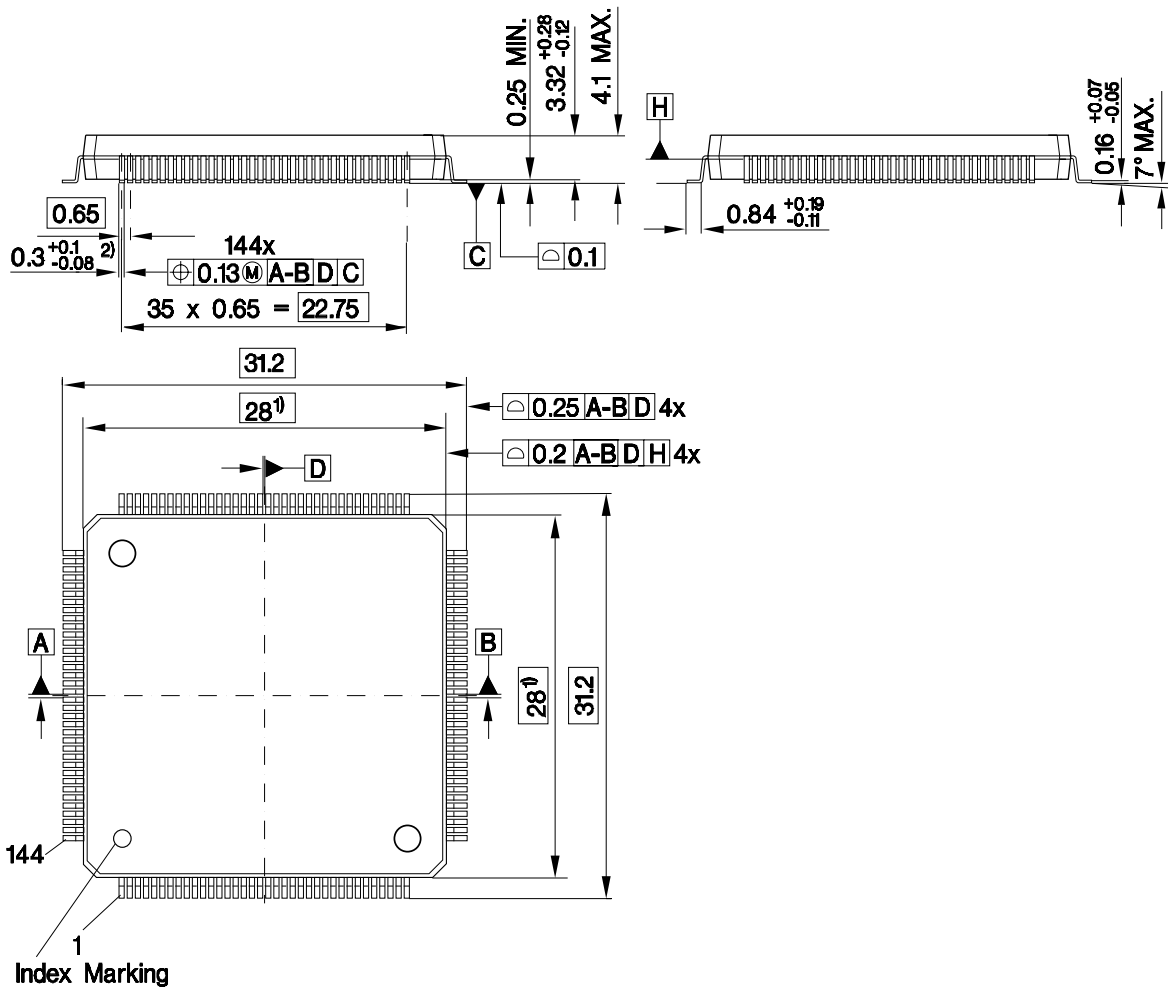 0.25 MIN.
3.32 +0.28 -0.12
4.1 MAX.
H
0.16 +0.07 -0.05
7° MAX.
0.65
0.3 +0.1 -0.08 2)
144x
0.13 Ⓜ A-B D C
C
0.1
0.84 +0.19 -0.11
35 x 0.65 = 22.75
31.2
28 1)
0.25 A-B D 4x
0.2 A-B D H 4x
D
A
B
28 1)
31.2
144
1
Index Marking